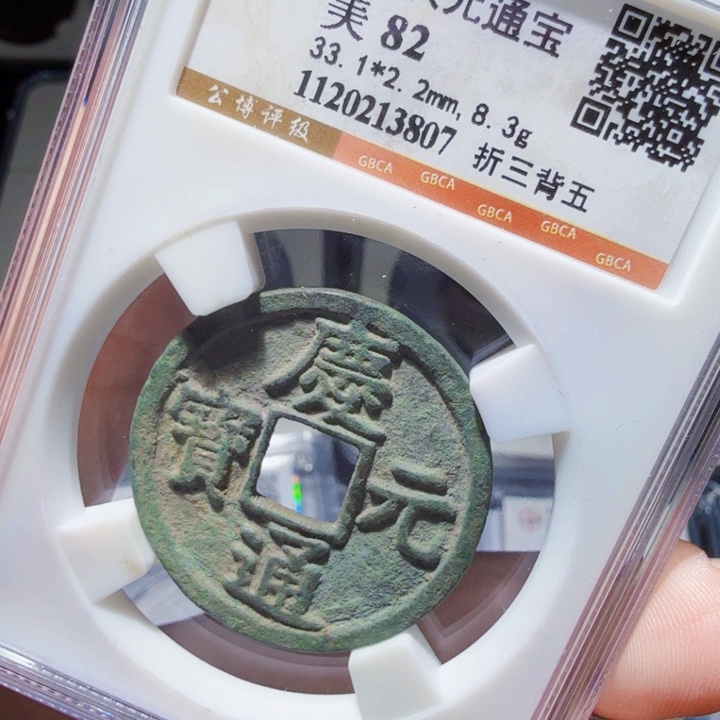 元通宝
美 82
33.1*2.2mm, 8.3g
1120213807 折三背五
公博评级 GBCA GBCA GBCA GBCA GBCA
慶元通寶